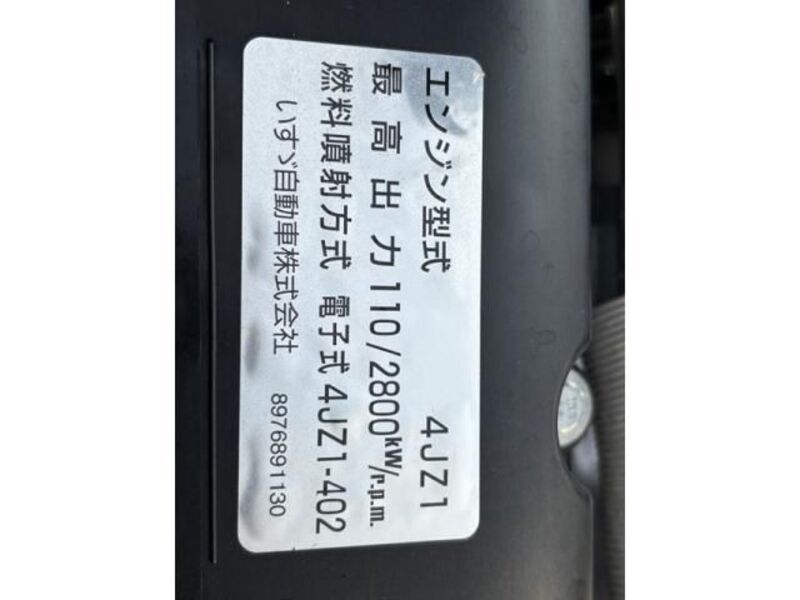 エンジン型式 4JZ1
最高出力 110/2800kW/r.p.m.
燃料噴射方式 電子式 4JZ1-402
いすゞ自動車株式会社 8976891130